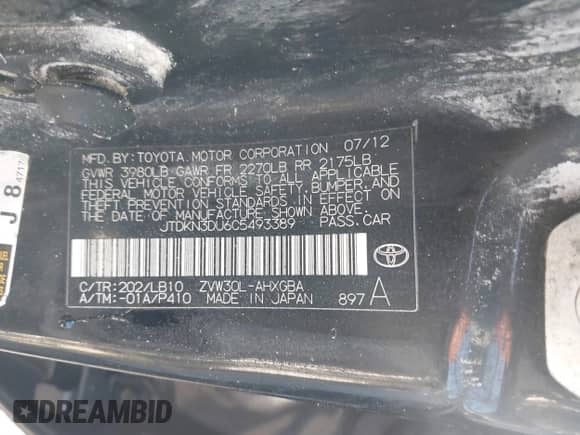 MFD. BY: TOYOTA MOTOR CORPORATION 07/12
GVWR 3980LB GAWR FR 2270LB RR 2175LB
THIS VEHICLE CONFORMS TO ALL APPLICABLE
FEDERAL MOTOR VEHICLE SAFETY, BUMPER, AND
THEFT PREVENTION STANDARDS IN EFFECT ON
THE DATE OF MANUFACTURE SHOWN ABOVE.
JTDKN3DU6C5493389 PASS. CAR
C/TR: 202/LB10 ZVW30L-AHXGBA
A/TM: -01A/P410 MADE IN JAPAN 897 A
J 8
DREAMBID